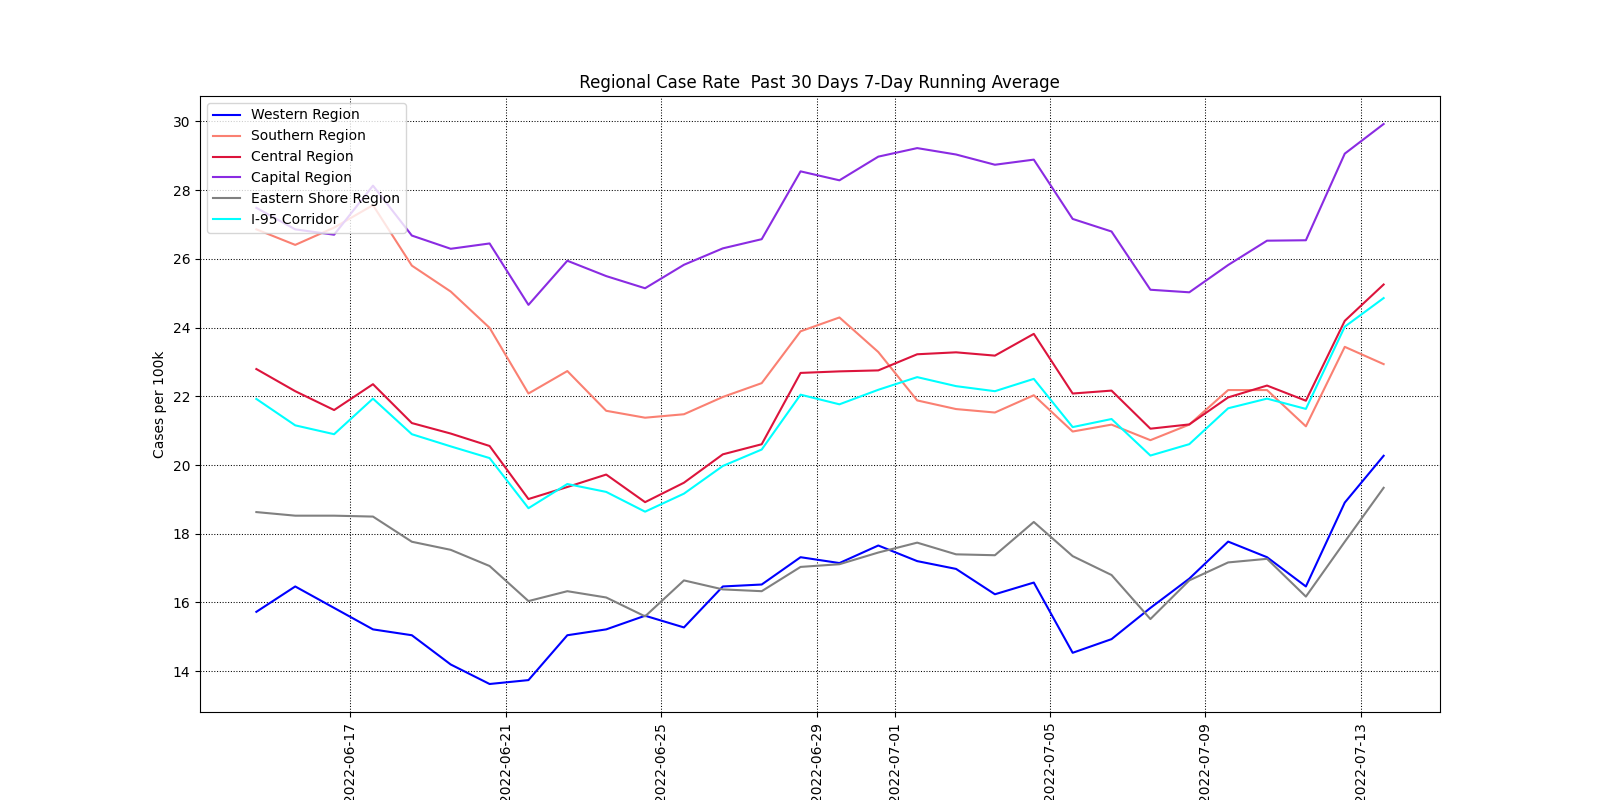 Regional Case Rate  Past 30 Days 7-Day Running Average
Western Region
Southern Region
Central Region
Capital Region
Eastern Shore Region
I-95 Corridor
Cases per 100k
30
28
26
24
22
20
18
16
14
2022-06-17
2022-06-21
2022-06-25
2022-06-29
2022-07-01
2022-07-05
2022-07-09
2022-07-13